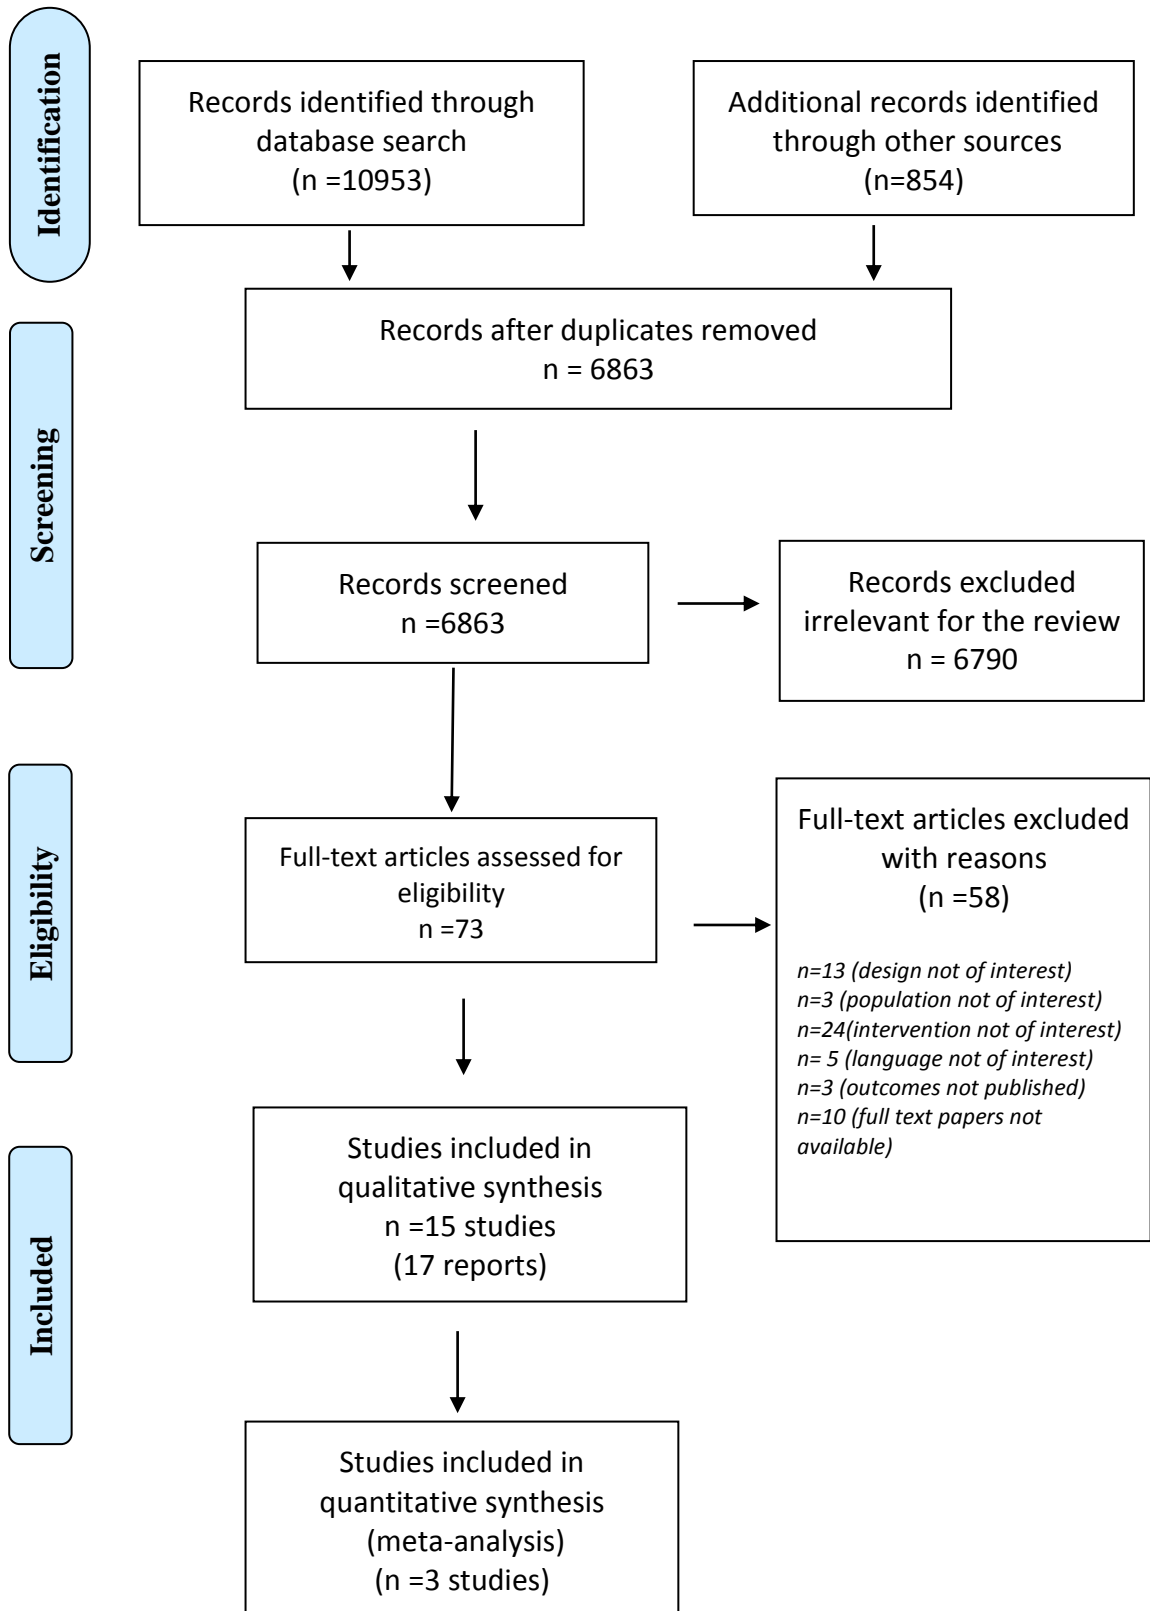 Identification
Records identified through
database search
(n =10953)
Additional records identified
through other sources
(n=854)
Records after duplicates removed
n = 6863
Screening
Records screened
n =6863
Records excluded
irrelevant for the review
n = 6790
Eligibility
Full-text articles assessed for
eligibility
n =73
Full-text articles excluded
with reasons
(n =58)
n=13 (design not of interest)
n=3 (population not of interest)
n=24(intervention not of interest)
n= 5 (language not of interest)
n=3 (outcomes not published)
n=10 (full text papers not
available)
Included
Studies included in
qualitative synthesis
n =15 studies
(17 reports)
Studies included in
quantitative synthesis
(meta-analysis)
(n =3 studies)